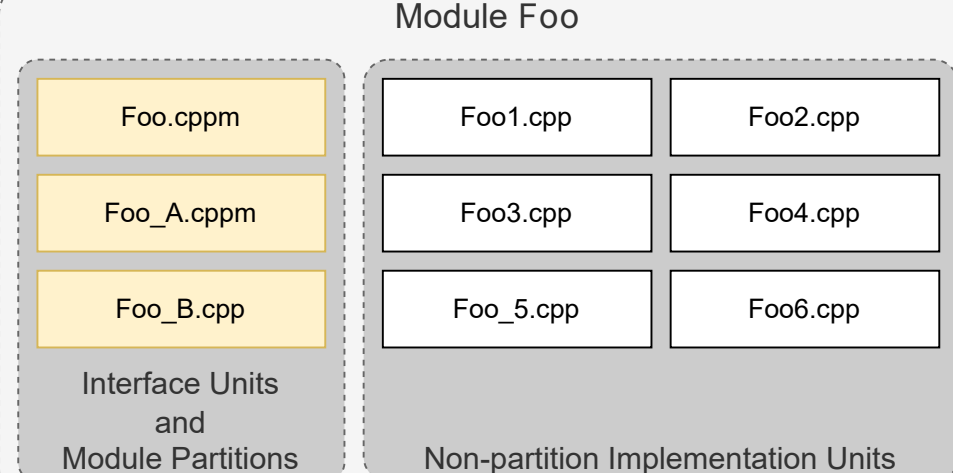 Module Foo
Foo.cppm
Foo1.cpp
Foo2.cpp
Foo_A.cppm
Foo3.cpp
Foo4.cpp
Foo_B.cpp
Foo_5.cpp
Foo6.cpp
Interface Units
and
Module Partitions
Non-partition Implementation Units